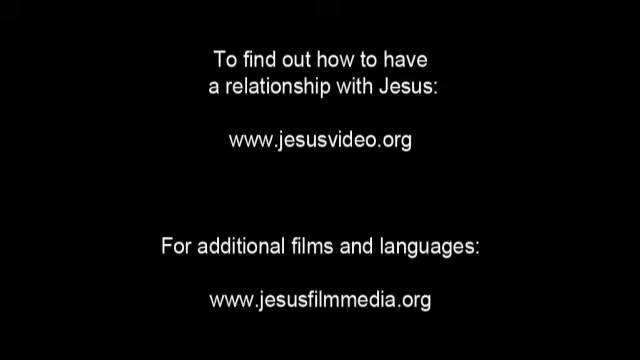 To find out how to have
a relationship with Jesus:
www.jesusvideo.org
For additional films and languages:
www.jesusfilmmedia.org